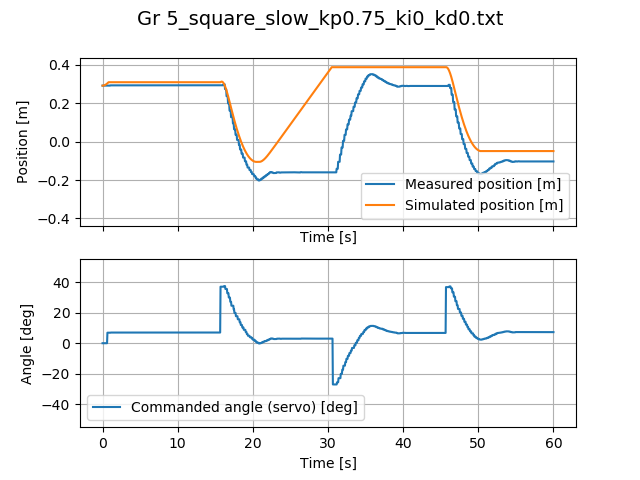 Gr 5_square_slow_kp0.75_ki0_kd0.txt
0.4
0.2
0.0
−0.2
−0.4
Position [m]
Measured position [m]
Simulated position [m]
Time [s]
40
20
0
−20
−40
Angle [deg]
Commanded angle (servo) [deg]
0 10 20 30 40 50 60
Time [s]